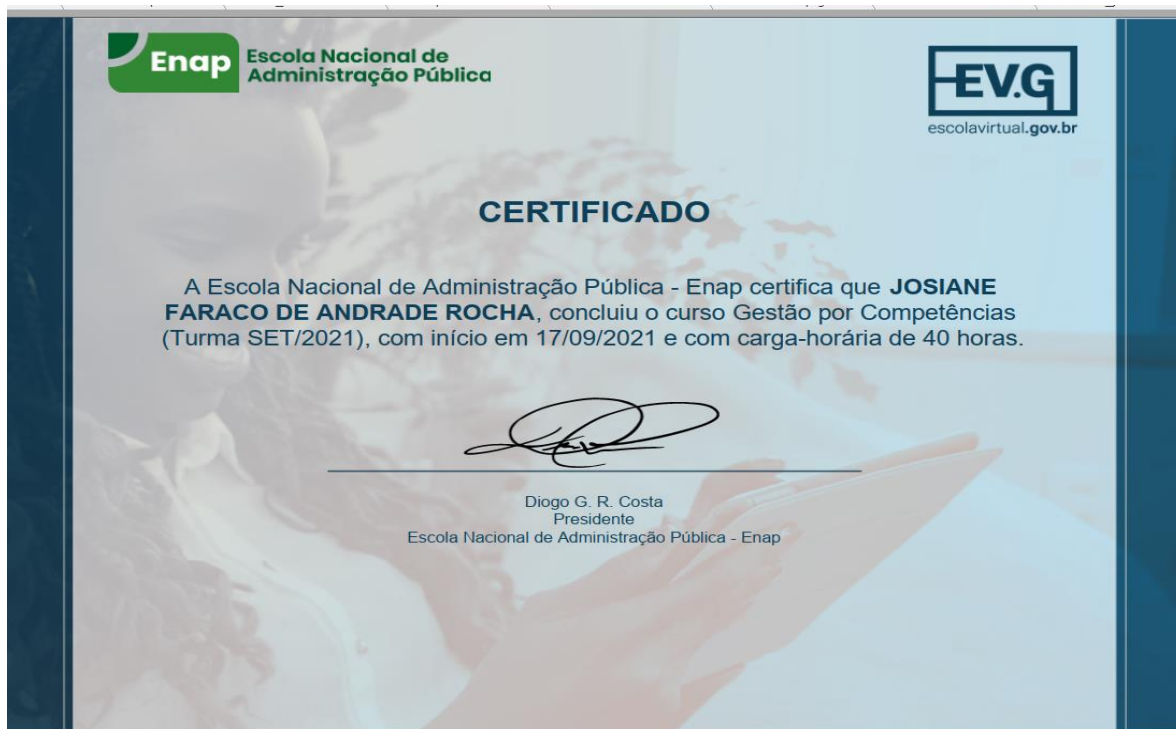 Enap
Escola Nacional de
Administração Pública
EV.G
escolavirtual.gov.br
CERTIFICADO
A Escola Nacional de Administração Pública - Enap certifica que JOSIANE
FARACO DE ANDRADE ROCHA, concluiu o curso Gestão por Competências
(Turma SET/2021), com início em 17/09/2021 e com carga-horária de 40 horas.
Diogo G. R. Costa
Presidente
Escola Nacional de Administração Pública - Enap